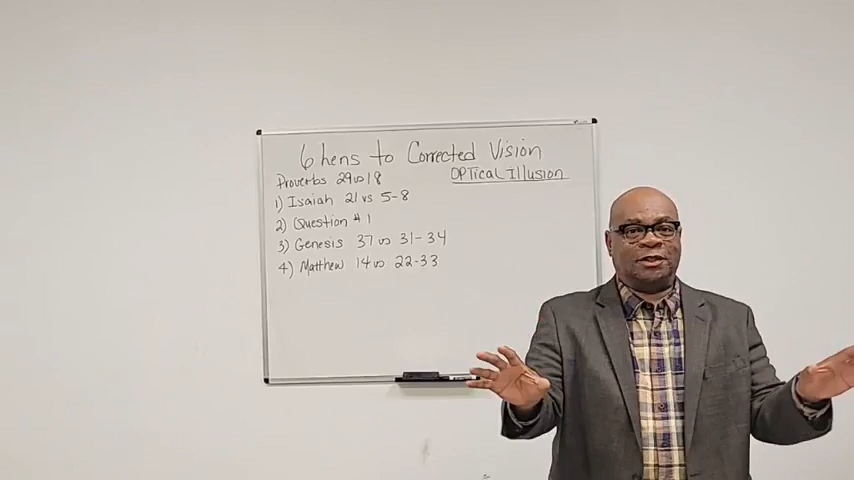 6 Lens to Corrected Vision
OPTical Illusion
Proverbs 29 vs 18
1) Isaiah 21 vs 5-8
2) Question # 1
3) Genesis 37 vs 31-34
4) Matthew 14 vs 22-33